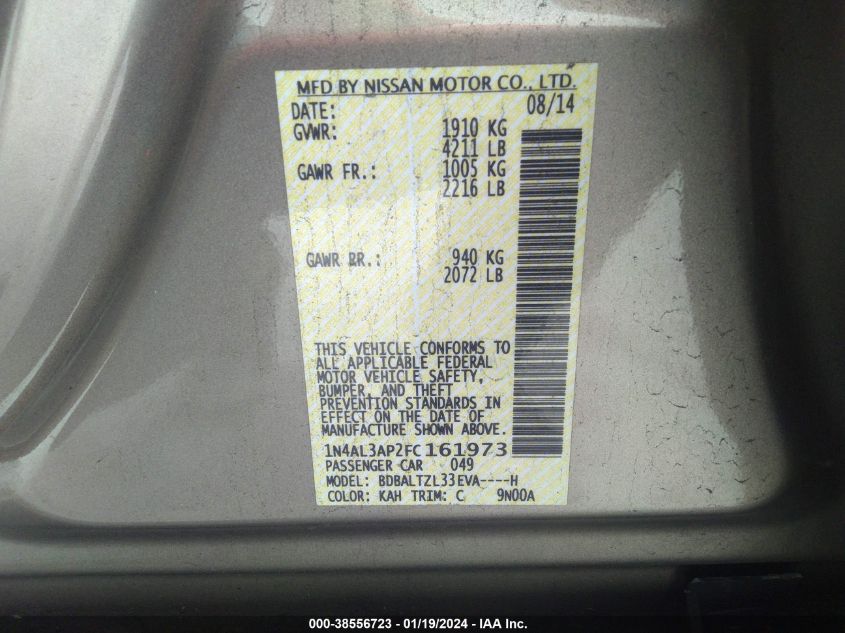 MFD BY NISSAN MOTOR CO., LTD.
DATE: 08/14
GVWR: 1910 KG
4211 LB
GAWR FR.: 1005 KG
2216 LB
GAWR RR.: 940 KG
2072 LB
THIS VEHICLE CONFORMS TO
ALL APPLICABLE FEDERAL
MOTOR VEHICLE SAFETY,
BUMPER, AND THEFT
PREVENTION STANDARDS IN
EFFECT ON THE DATE OF
MANUFACTURE SHOWN ABOVE.
1N4AL3AP2FC161973
PASSENGER CAR 049
MODEL: BDBALTZL33EVA----H
COLOR: KAH TRIM: C 9N00A
000-38556723 — 01/19/2024 — IAA Inc.